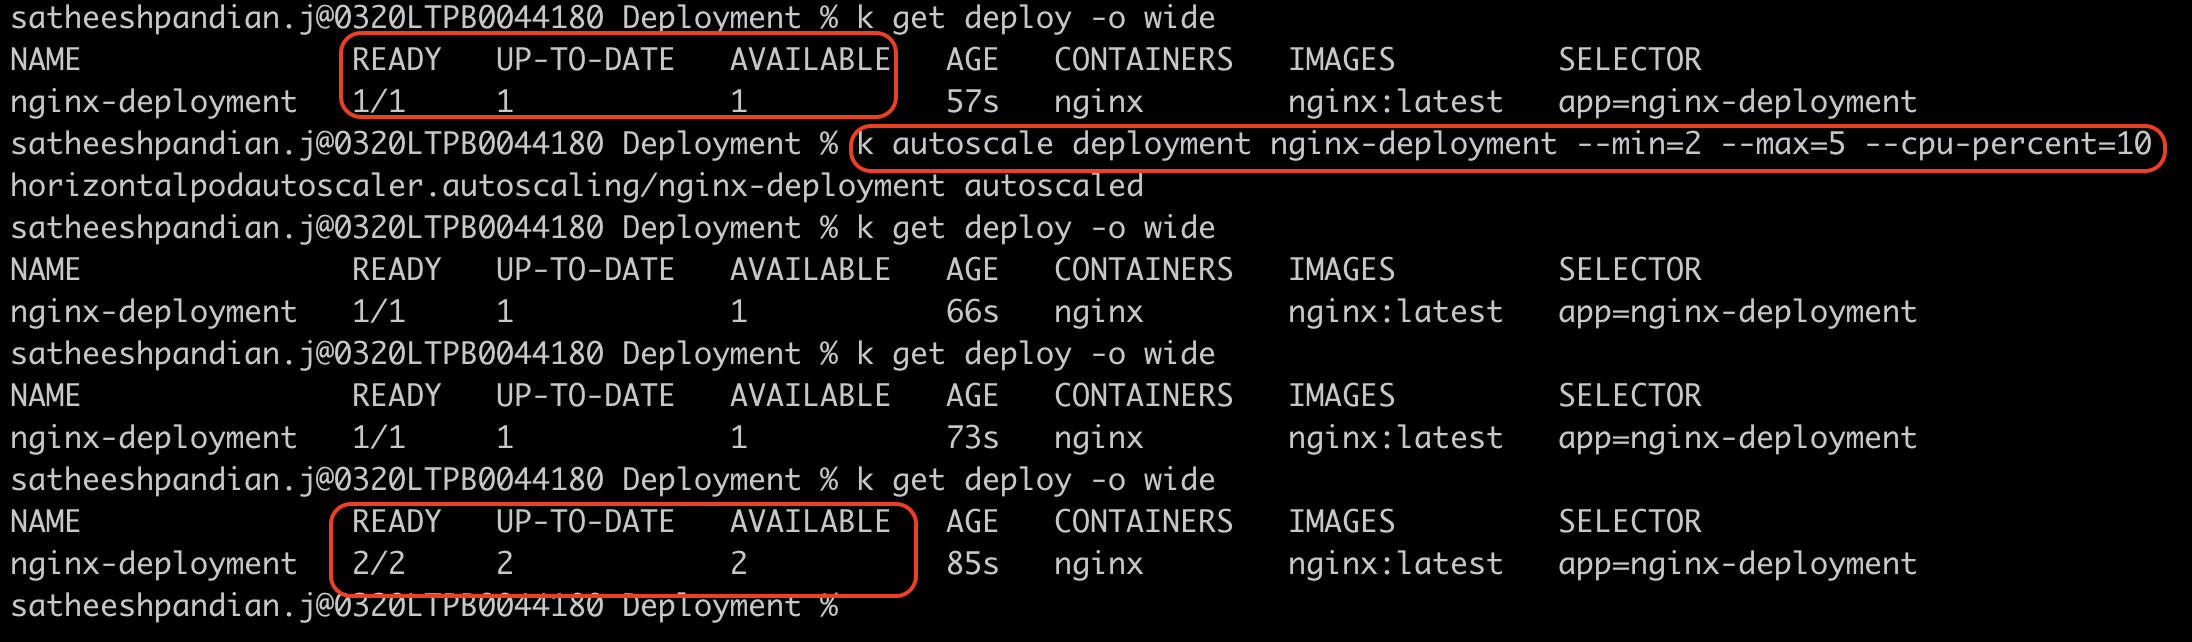 satheeshpandian.j@0320LTPB0044180 Deployment % k get deploy -o wide
NAME READY UP-TO-DATE AVAILABLE AGE CONTAINERS IMAGES SELECTOR
nginx-deployment 1/1 1 1 57s nginx nginx:latest app=nginx-deployment
satheeshpandian.j@0320LTPB0044180 Deployment % k autoscale deployment nginx-deployment --min=2 --max=5 --cpu-percent=10
horizontalpodautoscaler.autoscaling/nginx-deployment autoscaled
satheeshpandian.j@0320LTPB0044180 Deployment % k get deploy -o wide
NAME READY UP-TO-DATE AVAILABLE AGE CONTAINERS IMAGES SELECTOR
nginx-deployment 1/1 1 1 66s nginx nginx:latest app=nginx-deployment
satheeshpandian.j@0320LTPB0044180 Deployment % k get deploy -o wide
NAME READY UP-TO-DATE AVAILABLE AGE CONTAINERS IMAGES SELECTOR
nginx-deployment 1/1 1 1 73s nginx nginx:latest app=nginx-deployment
satheeshpandian.j@0320LTPB0044180 Deployment % k get deploy -o wide
NAME READY UP-TO-DATE AVAILABLE AGE CONTAINERS IMAGES SELECTOR
nginx-deployment 2/2 2 2 85s nginx nginx:latest app=nginx-deployment
satheeshpandian.j@0320LTPB0044180 Deployment %